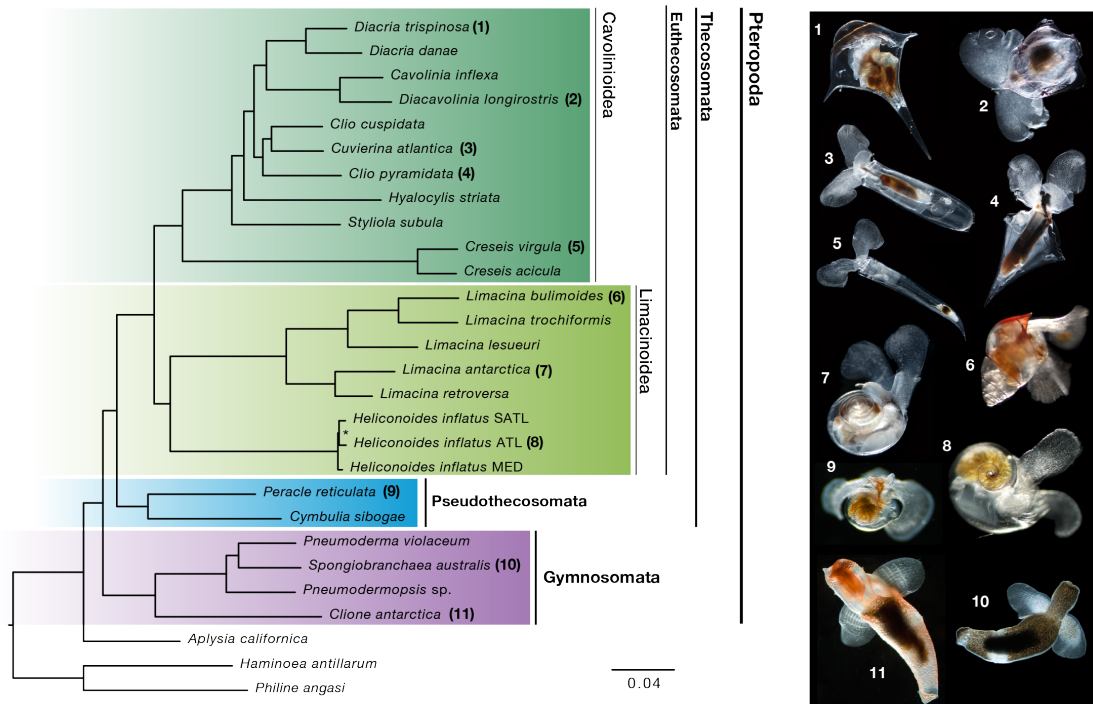 Diacria trispinosa (1)
Diacria danae
Cavolinia inflexa
Diacavolinia longirostris (2)
Clio cuspidata
Cuvierina atlantica (3)
Clio pyramidata (4)
Hyalocylis striata
Styliola subula
Creseis virgula (5)
Creseis acicula
Limacina bulimoides (6)
Limacina trochiformis
Limacina lesueuri
Limacina antarctica (7)
Limacina retroversa
Heliconoides inflatus SATL
*
Heliconoides inflatus ATL (8)
Heliconoides inflatus MED
Peracle reticulata (9)
Cymbulia sibogae
Pneumoderma violaceum
Spongiobranchaea australis (10)
Pneumodermopsis sp.
Clione antarctica (11)
Aplysia californica
Haminoea antillarum
Philine angasi
Cavolinioidea
Limacinoidea
Euthecosomata
Thecosomata
Pteropoda
Pseudothecosomata
Gymnosomata
0.04
1
2
3
4
5
6
7
8
9
10
11